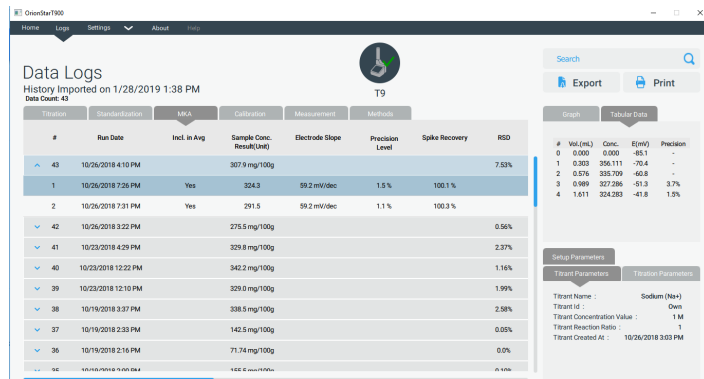 OrionStarT900
Home Logs Settings About Help
Data Logs
History Imported on 1/28/2019 1:38 PM
Data Count: 43
T9
Search
Export Print
Titration Standardization MKA Calibration Measurement Methods
# Run Date Incl. in Avg Sample Conc. Result(Unit) Electrode Slope Precision Level Spike Recovery RSD
43 10/26/2018 4:10 PM 307.9 mg/100g 7.53%
1 10/26/2018 7:26 PM Yes 324.3 59.2 mV/dec 1.5 % 100.1 %
2 10/26/2018 7:31 PM Yes 291.5 59.2 mV/dec 1.1 % 100.3 %
42 10/26/2018 3:22 PM 275.5 mg/100g 0.56%
41 10/23/2018 4:29 PM 329.8 mg/100g 2.37%
40 10/23/2018 12:22 PM 342.2 mg/100g 1.16%
39 10/23/2018 12:10 PM 329.0 mg/100g 1.99%
38 10/19/2018 3:37 PM 338.5 mg/100g 2.58%
37 10/19/2018 2:33 PM 142.5 mg/100g 0.05%
36 10/19/2018 2:16 PM 71.74 mg/100g 0.0%
35 10/19/2018 2:00 PM 155.5 mg/100g 0.10%
Graph Tabular Data
# Vol.(mL) Conc. E(mV) Precision
0 0.000 0.000 -85.1 -
1 0.303 356.111 -70.4 -
2 0.576 335.709 -60.8 -
3 0.989 327.286 -51.3 3.7%
4 1.611 324.283 -41.8 1.5%
Setup Parameters
Titrant Parameters Titration Parameters
Titrant Name : Sodium (Na+)
Titrant Id : Own
Titrant Concentration Value : 1 M
Titrant Reaction Ratio : 1
Titrant Created At : 10/26/2018 3:03 PM